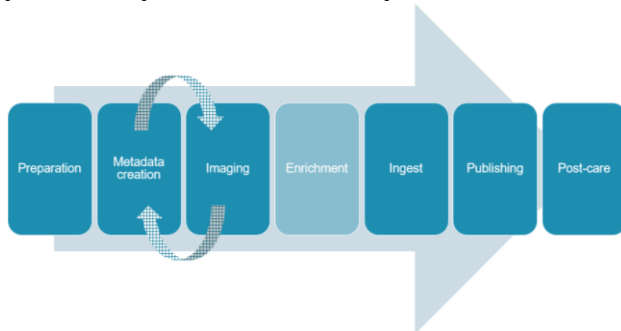 Preparation
Metadata
creation
Imaging
Enrichment
Ingest
Publishing
Post-care